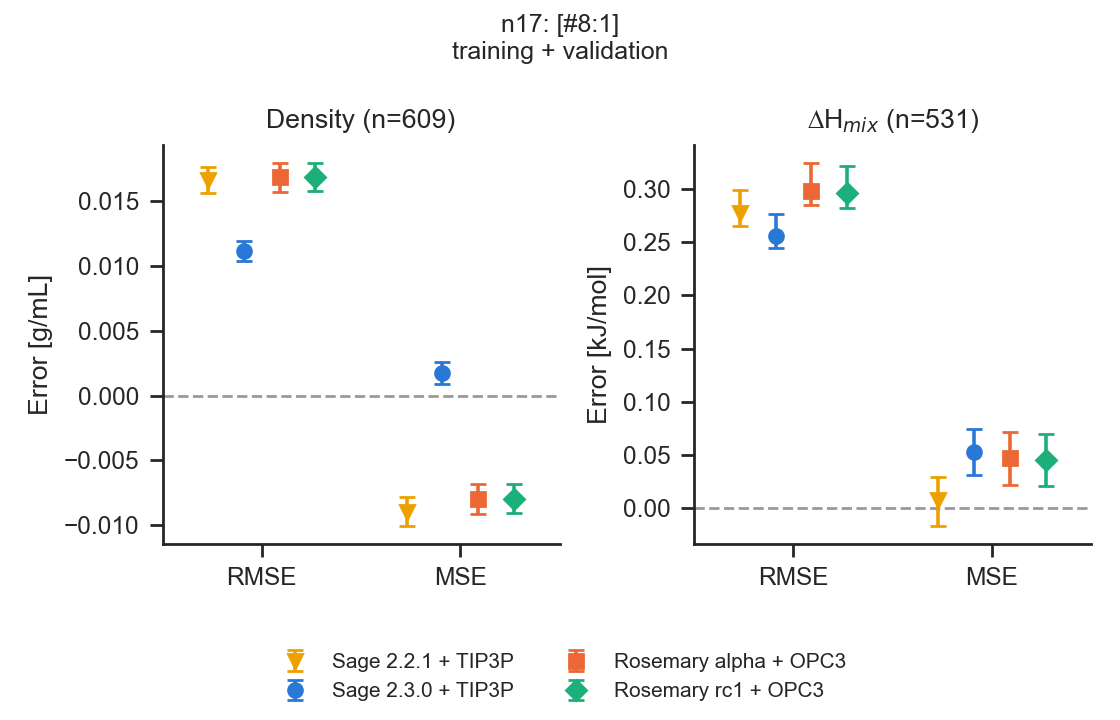 n17: [#8:1]
training + validation
Density (n=609)
ΔH_mix (n=531)
Error [g/mL]
0.015
0.010
0.005
0.000
−0.005
−0.010
RMSE
MSE
Error [kJ/mol]
0.30
0.25
0.20
0.15
0.10
0.05
0.00
RMSE
MSE
Sage 2.2.1 + TIP3P
Sage 2.3.0 + TIP3P
Rosemary alpha + OPC3
Rosemary rc1 + OPC3